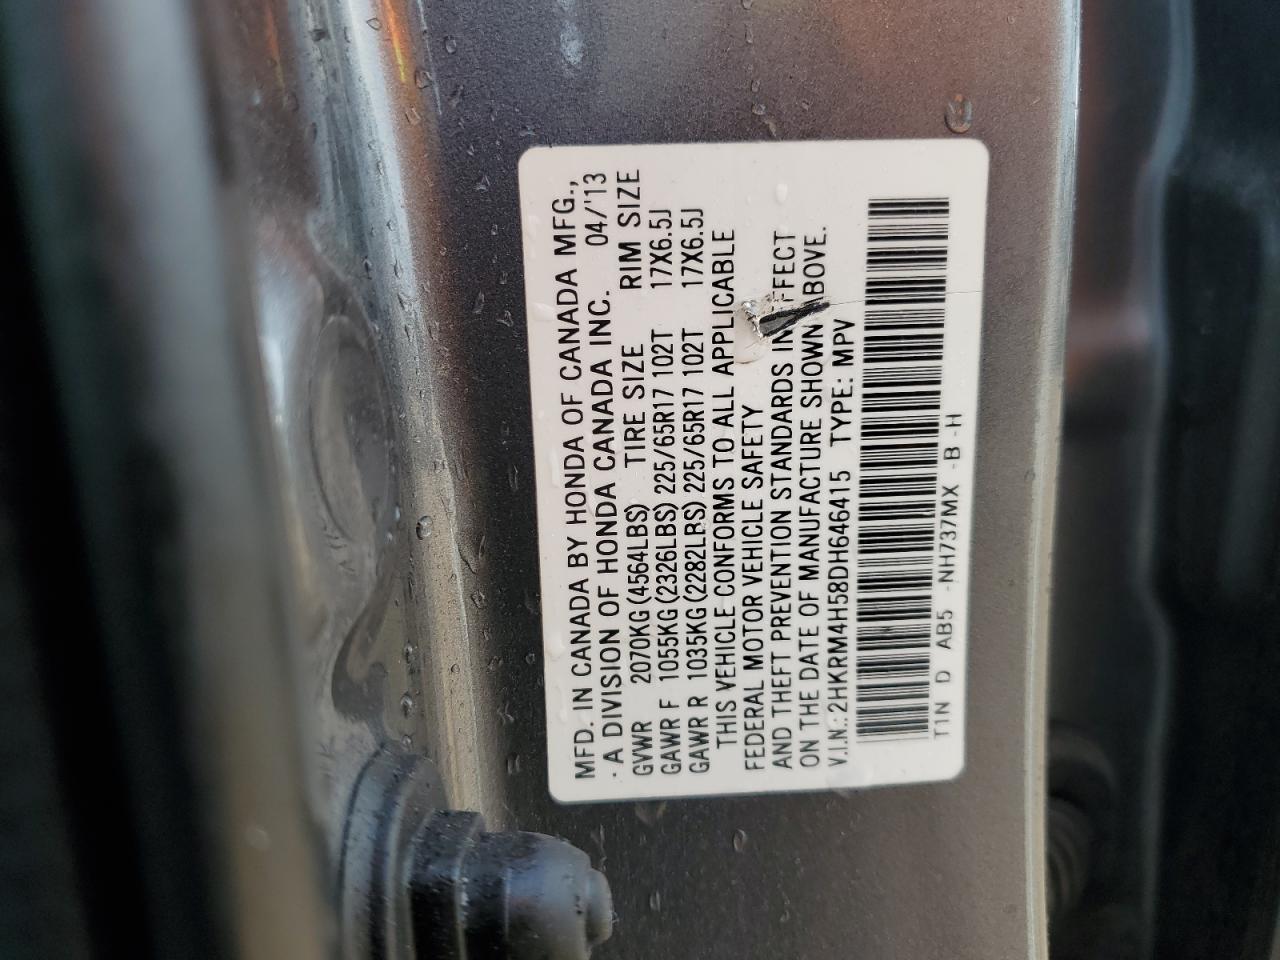 MFD. IN CANADA BY HONDA OF CANADA MFG.,
· A DIVISION OF HONDA CANADA INC. 04/'13
GVWR 2070KG (4564LBS) TIRE SIZE RIM SIZE
GAWR F 1055KG (2326LBS) 225/65R17 102T 17X6.5J
GAWR R 1035KG (2282LBS) 225/65R17 102T 17X6.5J
THIS VEHICLE CONFORMS TO ALL APPLICABLE
FEDERAL MOTOR VEHICLE SAFETY
AND THEFT PREVENTION STANDARDS IN EFFECT
ON THE DATE OF MANUFACTURE SHOWN ABOVE.
V.I.N.: 2HKRM4H58DH646415 TYPE: MPV
T1N D AB5 -NH737MX -B -H